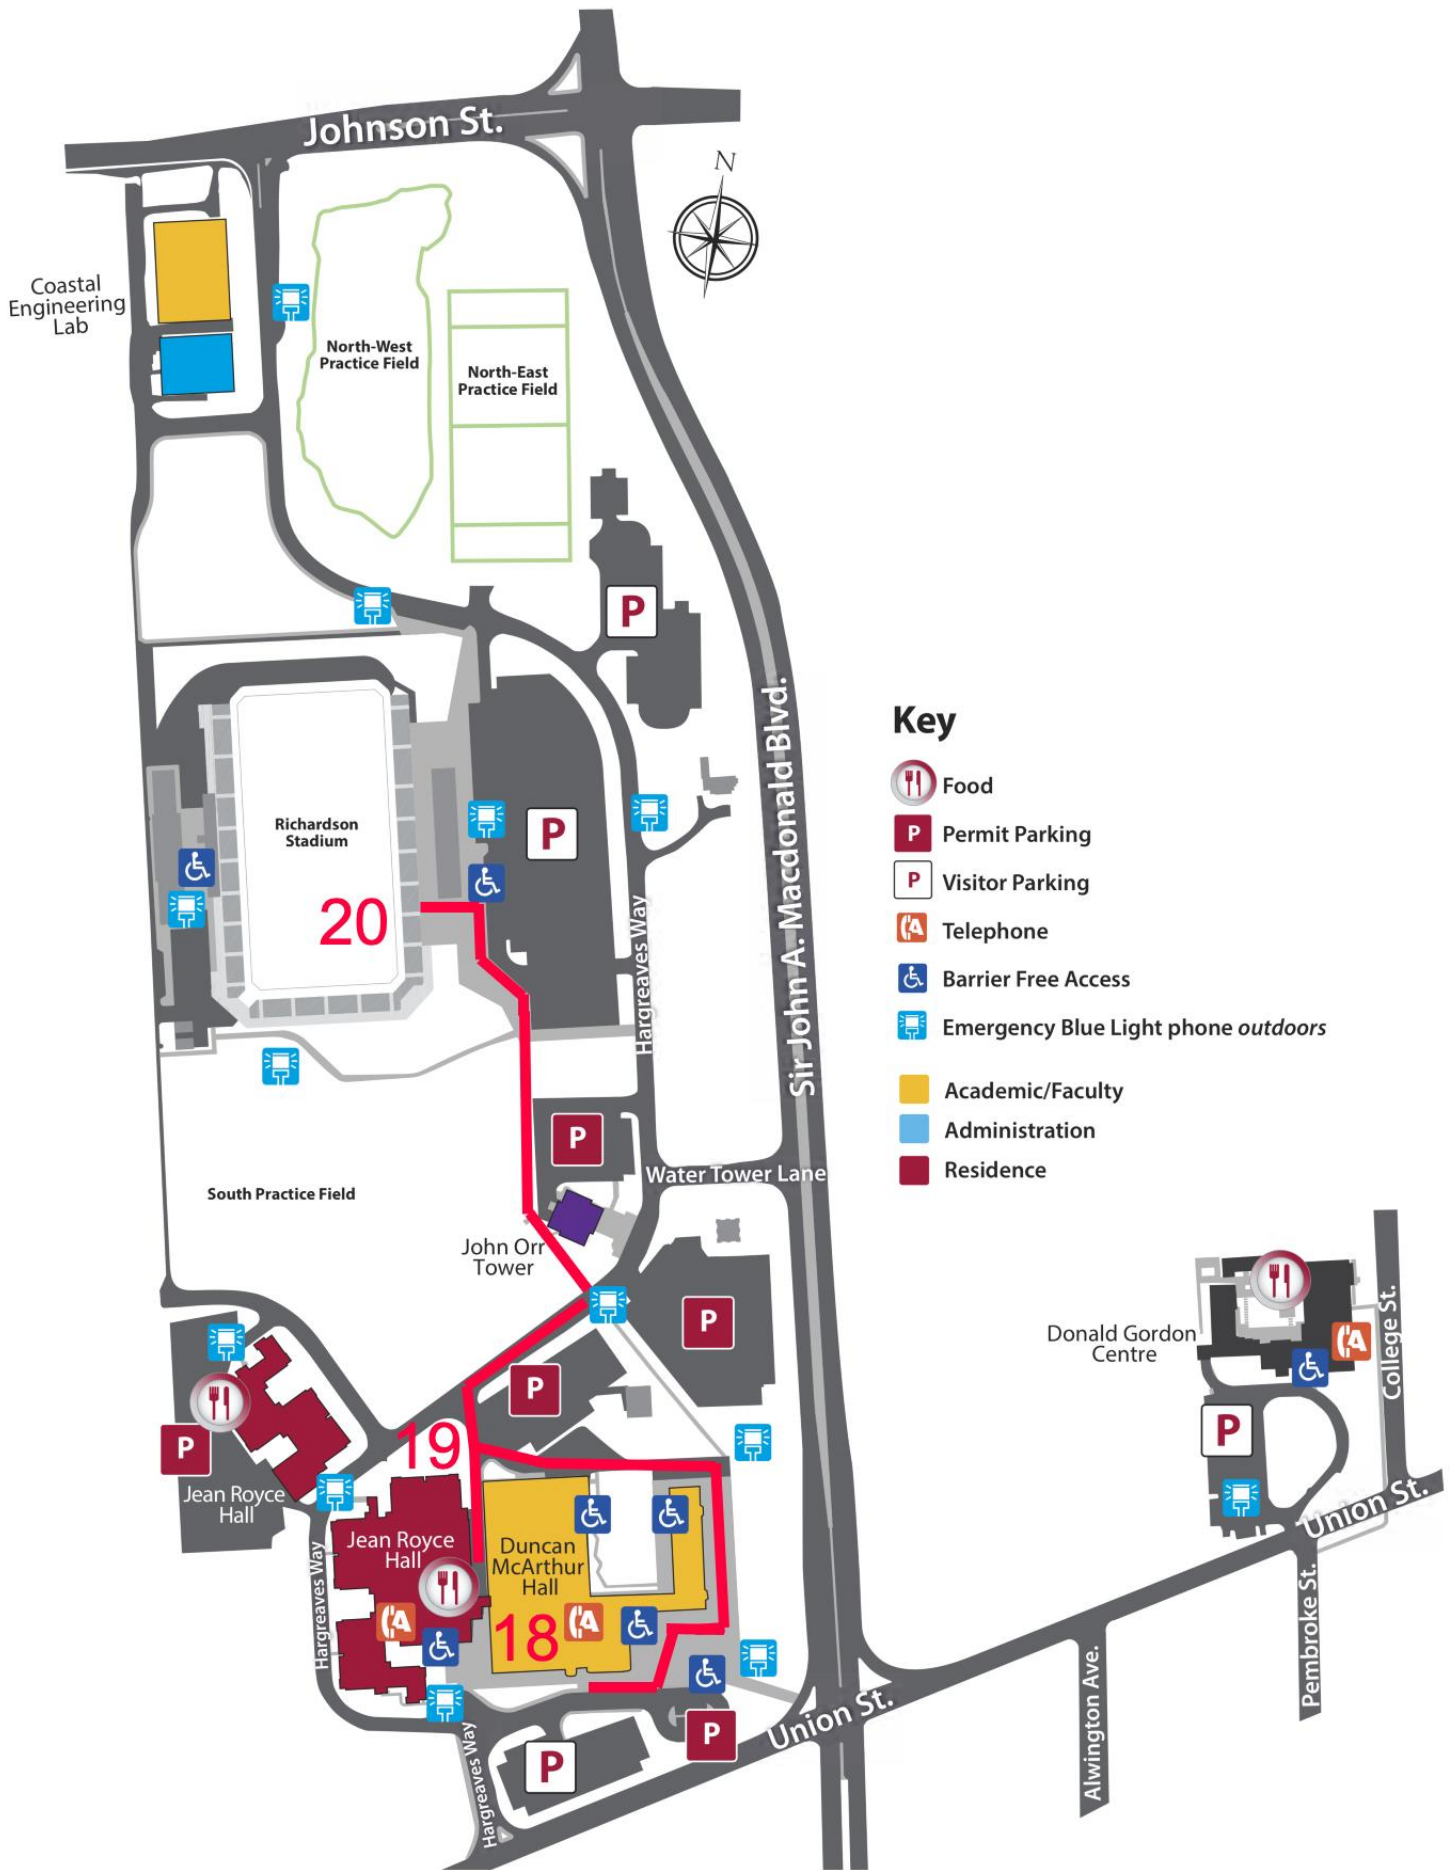 Johnson St.
N
Coastal
Engineering
Lab
North-West
Practice Field
North-East
Practice Field
P
Sir John A. Macdonald Blvd.
Richardson
Stadium
P
20
Hargreaves Way
Key
Food
P Permit Parking
P Visitor Parking
A Telephone
Barrier Free Access
Emergency Blue Light phone outdoors
Academic/Faculty
Administration
Residence
P
Water Tower Lane
South Practice Field
John Orr
Tower
P
P
Donald Gordon
Centre
A
College St.
P
Union St.
Pembroke St.
Alwington Ave.
P
Jean Royce
Hall
19
Jean Royce
Hall
A
Hargreaves Way
Duncan
McArthur
Hall
18
A
P
Union St.
P
Hargreaves Way